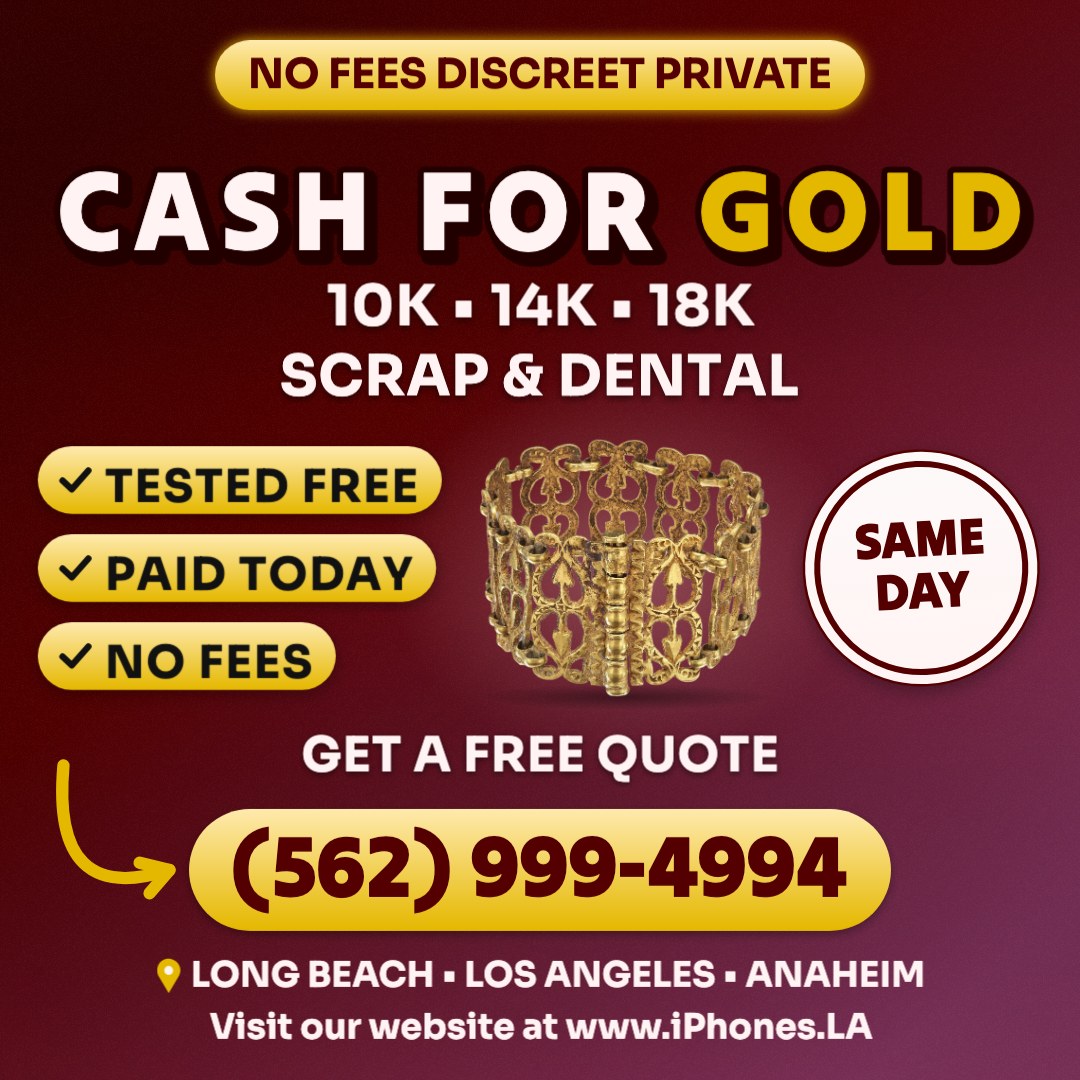 NO FEES DISCREET PRIVATE
CASH FOR GOLD
10K ▪ 14K ▪ 18K
SCRAP & DENTAL
✓ TESTED FREE
✓ PAID TODAY
✓ NO FEES
SAME
DAY
GET A FREE QUOTE
(562) 999-4994
LONG BEACH ▪ LOS ANGELES ▪ ANAHEIM
Visit our website at www.iPhones.LA